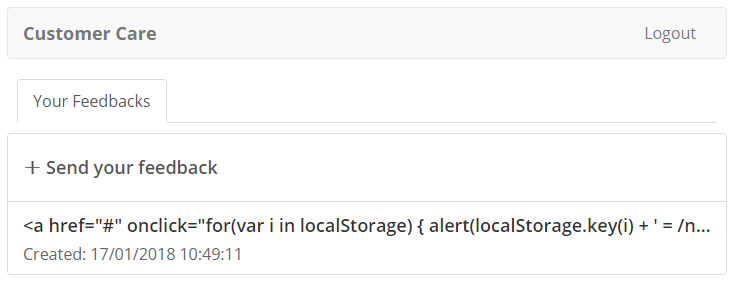 Customer Care
Logout
Your Feedbacks
+ Send your feedback
<a href="#" onclick="for(var i in localStorage) { alert(localStorage.key(i) + ' = /n...
Created: 17/01/2018 10:49:11